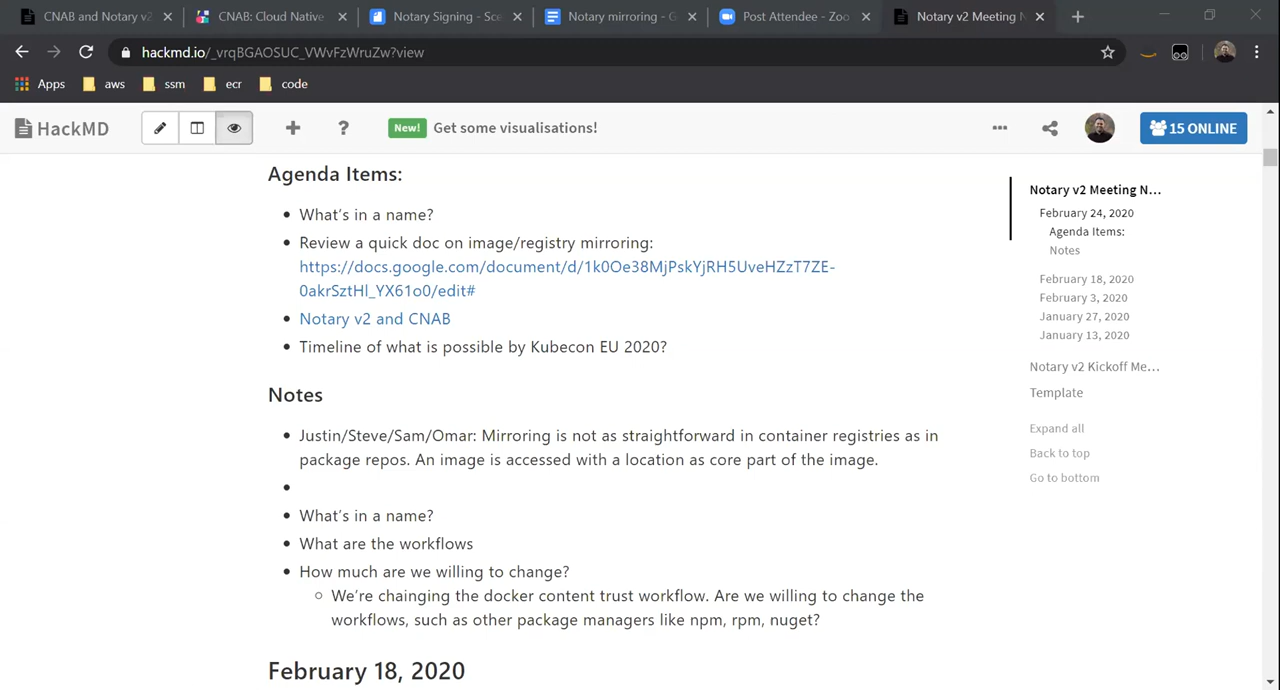 CNAB and Notary v2
CNAB: Cloud Native
Notary Signing - Sce
Notary mirroring - G
Post Attendee - Zoo
Notary v2 Meeting N
hackmd.io/_vrqBGAOSUC_VWvFzWruZw?view
Apps
aws
ssm
ecr
code
HackMD
New!
Get some visualisations!
15 ONLINE
Agenda Items:
What's in a name?
Review a quick doc on image/registry mirroring:
https://docs.google.com/document/d/1k0Oe38MjPskYjRH5UveHZzT7ZE-
0akrSztHl_YX61o0/edit#
Notary v2 and CNAB
Timeline of what is possible by Kubecon EU 2020?
Notes
Justin/Steve/Sam/Omar: Mirroring is not as straightforward in container registries as in
package repos. An image is accessed with a location as core part of the image.
What's in a name?
What are the workflows
How much are we willing to change?
We're chainging the docker content trust workflow. Are we willing to change the
workflows, such as other package managers like npm, rpm, nuget?
February 18, 2020
Notary v2 Meeting N...
February 24, 2020
Agenda Items:
Notes
February 18, 2020
February 3, 2020
January 27, 2020
January 13, 2020
Notary v2 Kickoff Me...
Template
Expand all
Back to top
Go to bottom